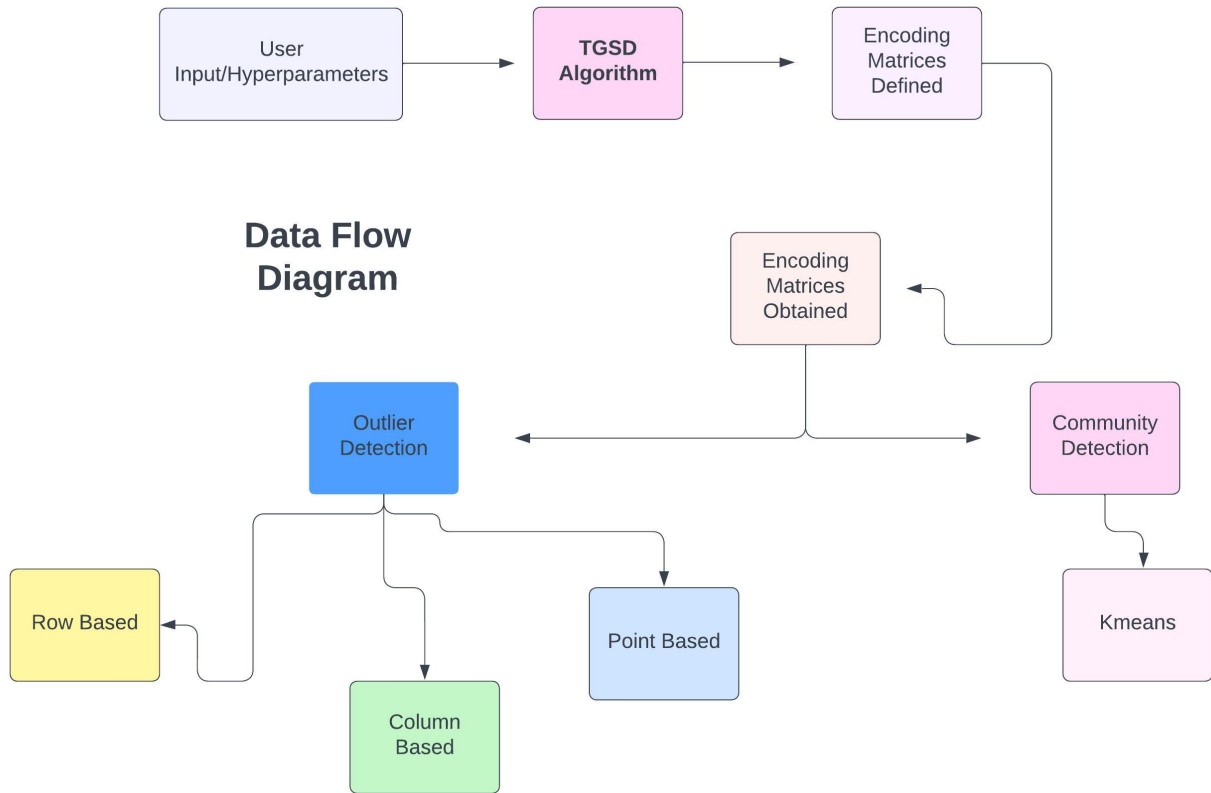 User
Input/Hyperparameters
TGSD
Algorithm
Encoding
Matrices
Defined
Data Flow
Diagram
Encoding
Matrices
Obtained
Outlier
Detection
Community
Detection
Row Based
Column
Based
Point Based
Kmeans